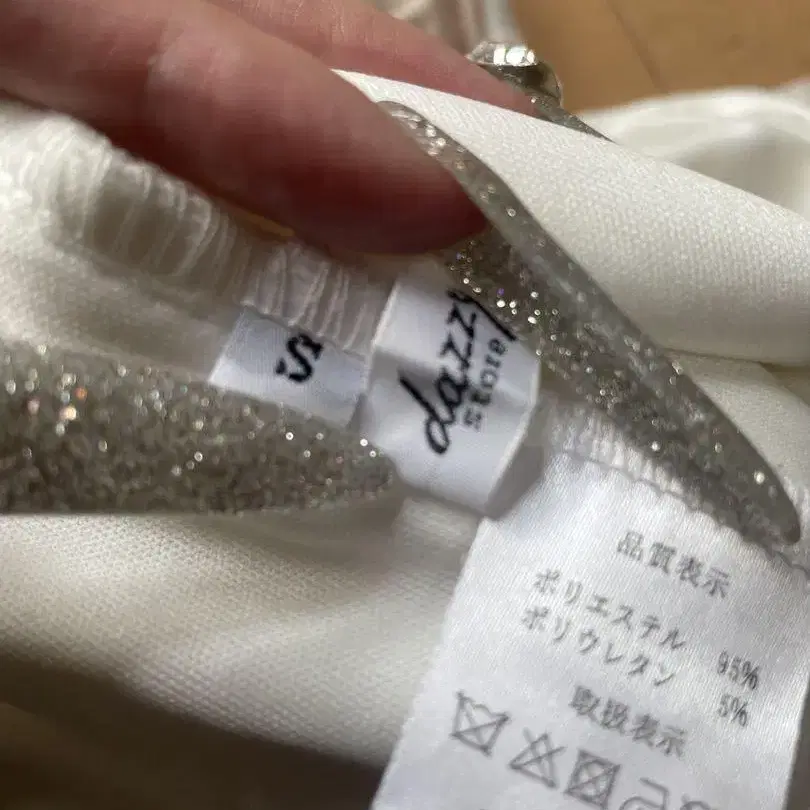 S
dazzy
store
品質表示
ポリエステル 95%
ポリウレタン 5%
取扱表示